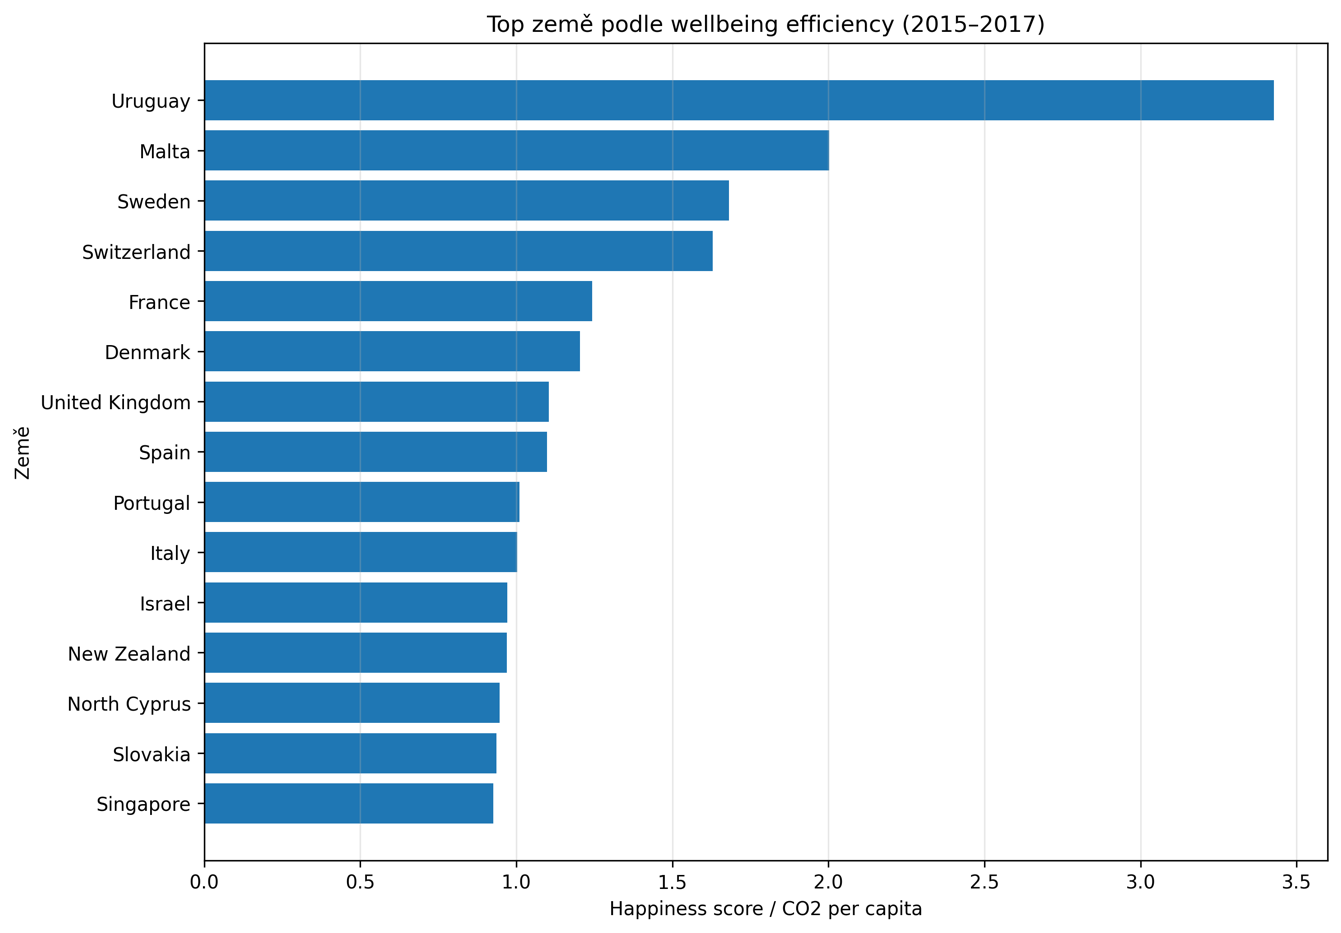 Top země podle wellbeing efficiency (2015–2017)
Země
Uruguay
Malta
Sweden
Switzerland
France
Denmark
United Kingdom
Spain
Portugal
Italy
Israel
New Zealand
North Cyprus
Slovakia
Singapore
0.0 0.5 1.0 1.5 2.0 2.5 3.0 3.5
Happiness score / CO2 per capita